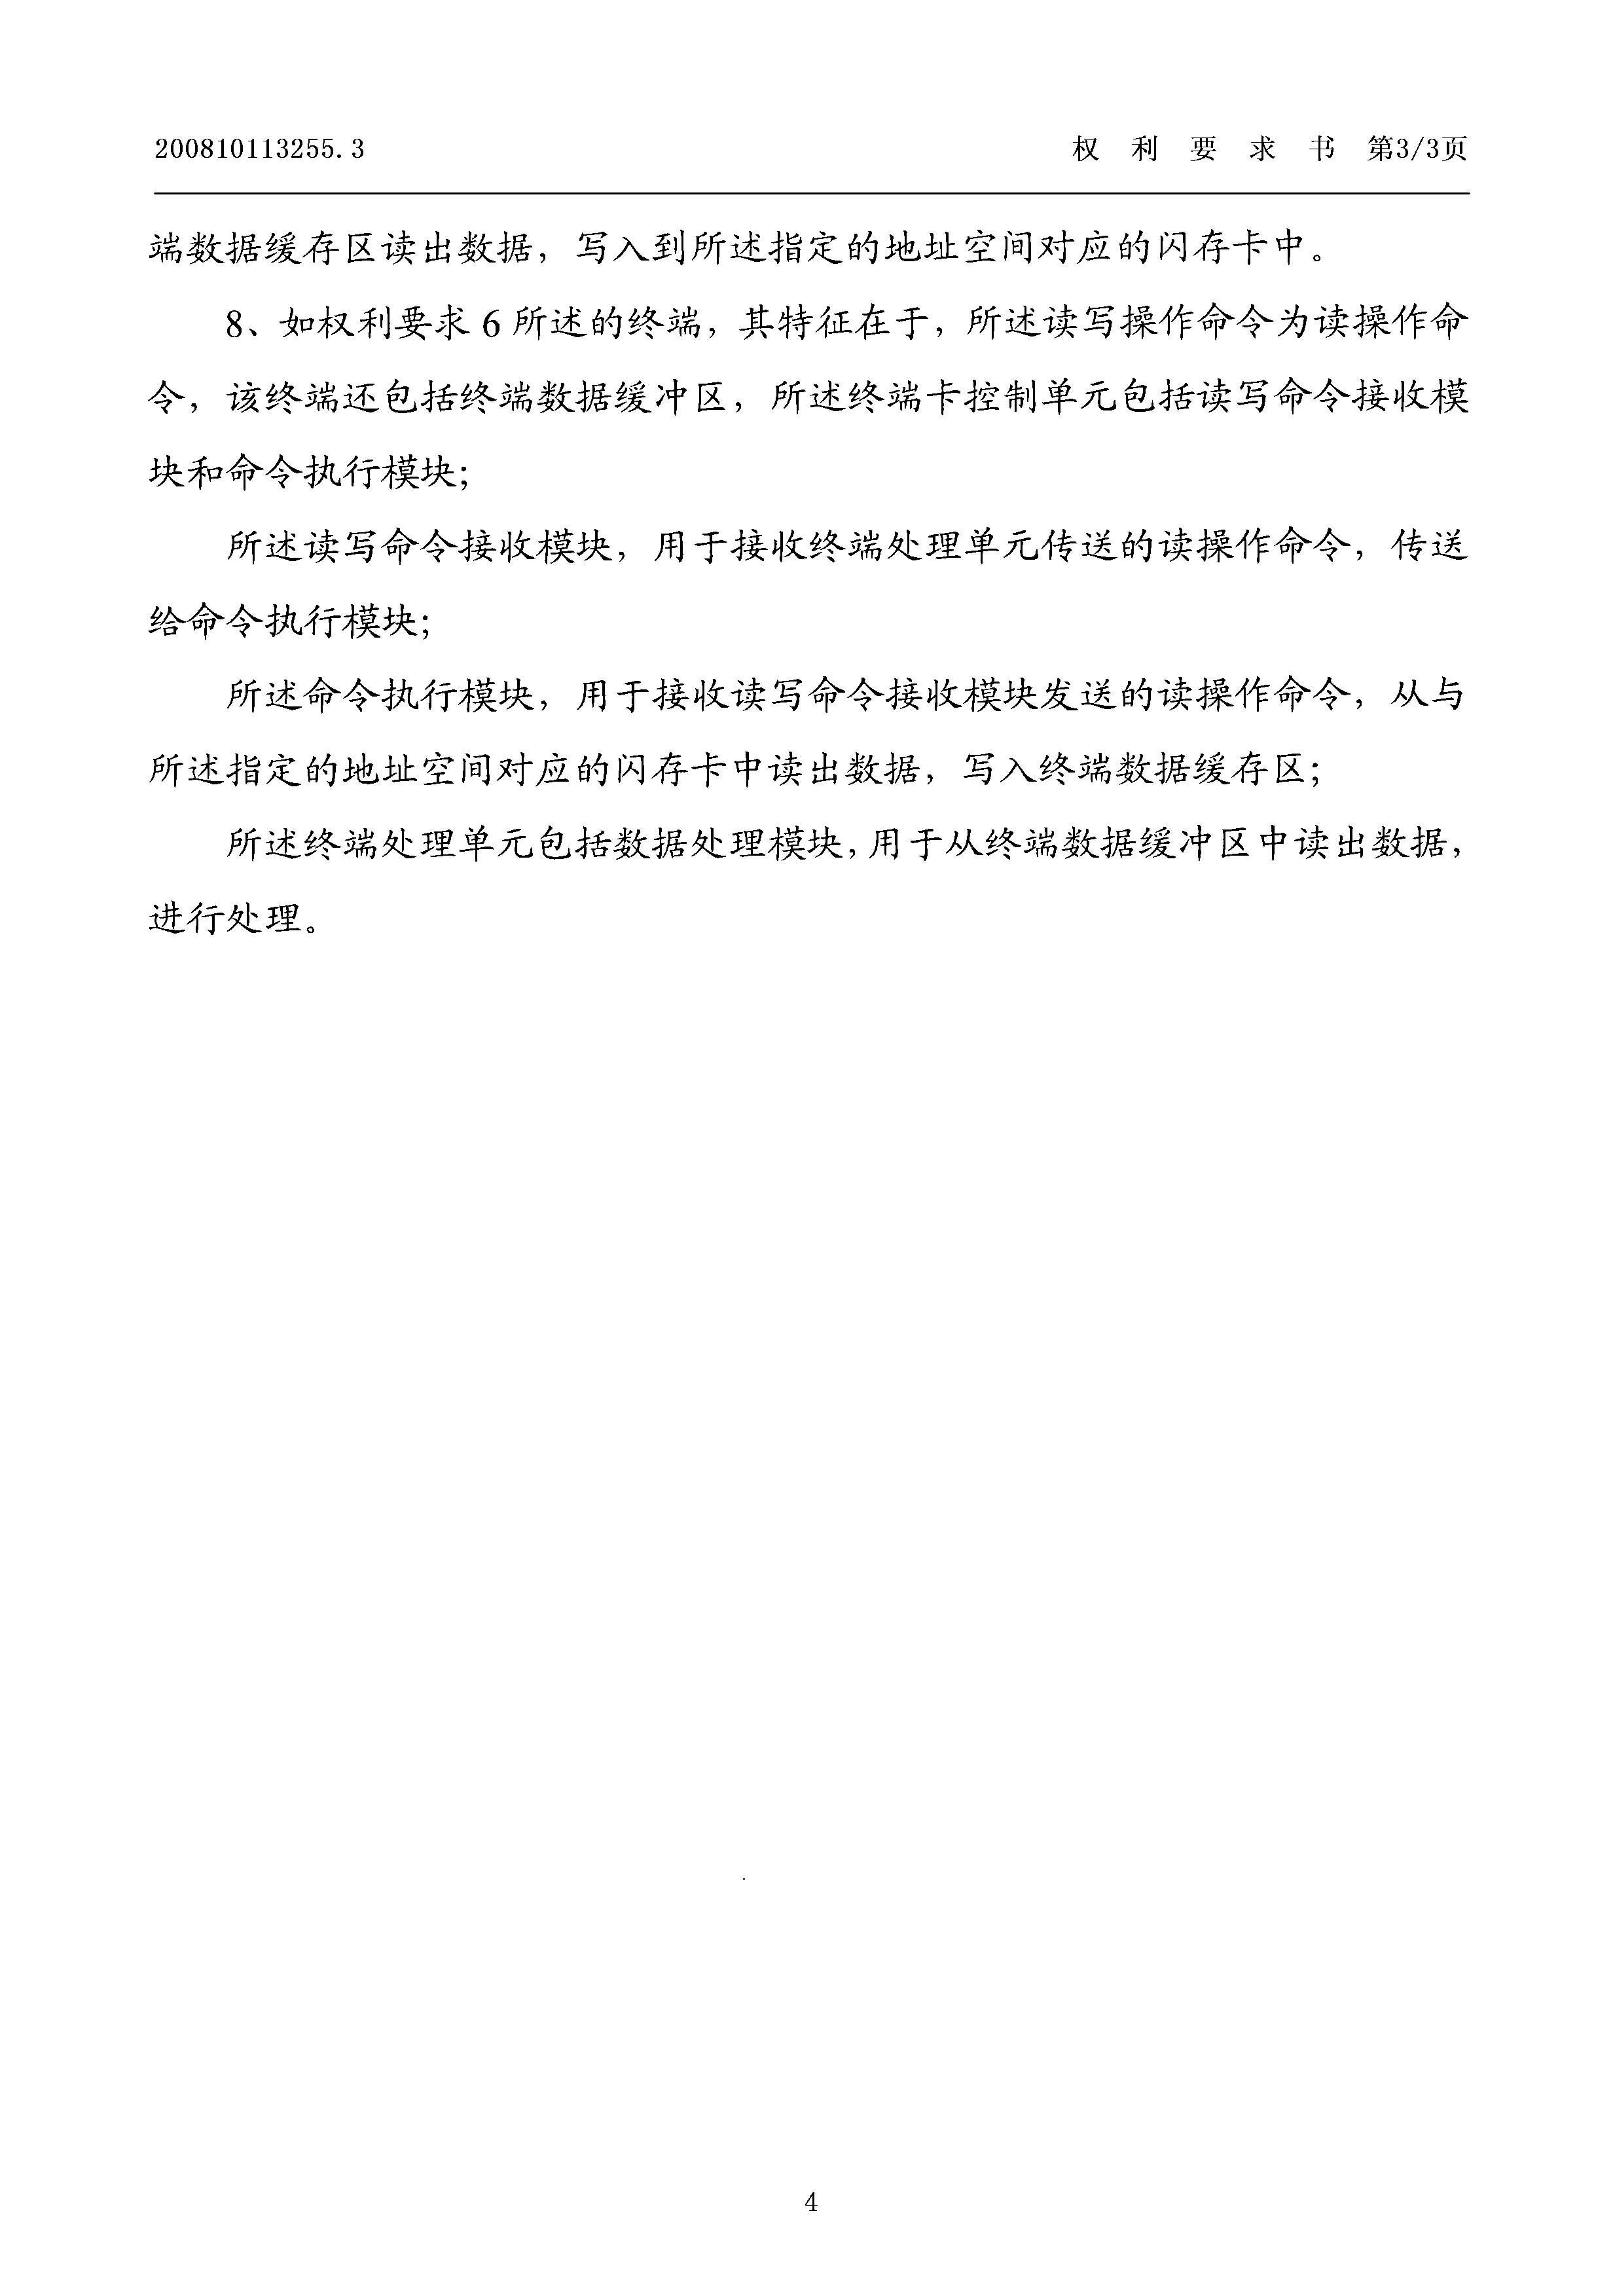 200810113255.3 权利要求书 第3/3页
端数据缓存区读出数据，写入到所述指定的地址空间对应的闪存卡中。
8、如权利要求 6 所述的终端，其特征在于，所述读写操作命令为读操作命
令，该终端还包括终端数据缓冲区，所述终端卡控制单元包括读写命令接收模
块和命令执行模块；
所述读写命令接收模块，用于接收终端处理单元传送的读操作命令，传送
给命令执行模块；
所述命令执行模块，用于接收读写命令接收模块发送的读操作命令，从与
所述指定的地址空间对应的闪存卡中读出数据，写入终端数据缓存区；
所述终端处理单元包括数据处理模块，用于从终端数据缓冲区中读出数据，
进行处理。
4